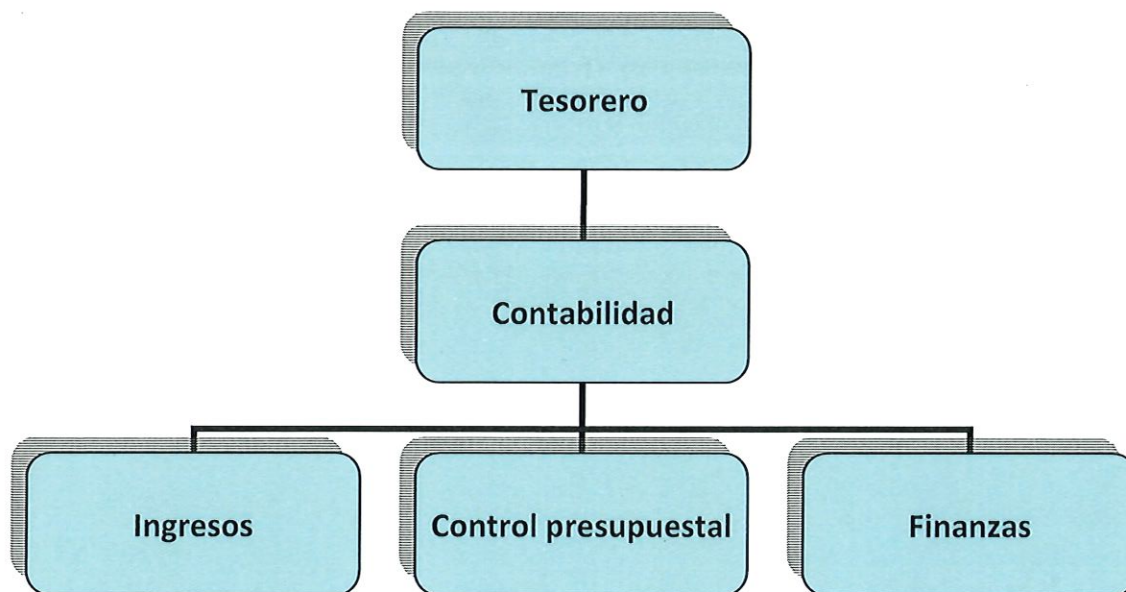 Tesorero
Contabilidad
Ingresos
Control presupuestal
Finanzas